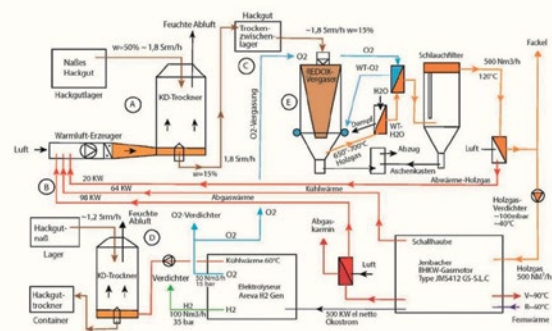 Feuchte Abluft
w=50% ~ 1,8 Srm/h
Naßes
Hackgut
Hackgutlager
A
KD-Trockner
Hackgut
Trocken-
zwischen-
lager
C
~1,8 Srm/h w=15%
O2
O2
REDOX-
Vergaser
WT-O2
E
H2O
Dampf
WT-
H2O
650°-700°C
Holzgas
Abzug
Aschenkasten
Schlauchfilter
500 Nm3/h
120°C
Fackel
Luft
O2-Vergasung
Warmluft-Erzeuger
Luft
1,8 Srm/h
w=15%
B
20 KW
64 KW
98 KW
Abwärme-Holzgas
Kühlwärme
Abgaswärme
Holzgas-
Verdichter
~100mbar
~40°C
Holzgas
500 NM³/h
~1,2 Srm/h
Feuchte
Abluft
Hackgut-
naß
Lager
D
KD-Trockner
Hackgut-
trockner
Container
O2-Verdichter
O2
O2
50 Nm3/h
15 bar
Verdichter
H2
100 Nm3/h
35 bar
Kühlwärme 60°C
Elektrolyseur
Areva H2 Gen
H2
Abgas-
karmin
Luft
500 KW el netto
Ökostrom
Schallhaube
Jenbacher
BHKW-Gasmotor
Type JMS412 GS-S.L.C
V=90°C
R=60°C
Fernwärme